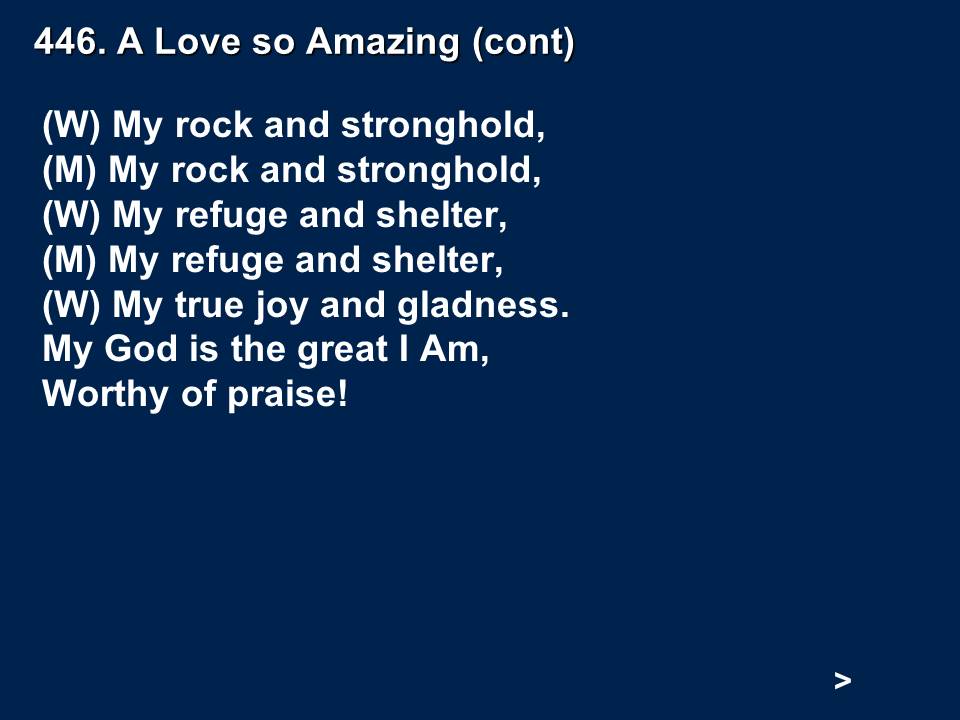 446. A Love so Amazing (cont)
(W) My rock and stronghold,
(M) My rock and stronghold,
(W) My refuge and shelter,
(M) My refuge and shelter,
(W) My true joy and gladness.
My God is the great I Am,
Worthy of praise!
>